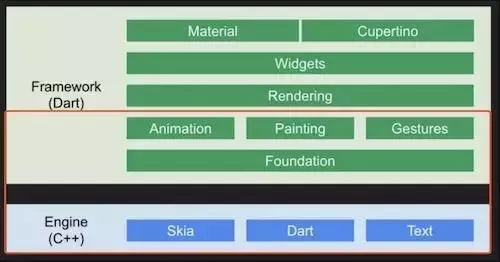 Material
Cupertino
Widgets
Framework
(Dart)
Rendering
Animation
Painting
Gestures
Foundation
Engine
(C++)
Skia
Dart
Text